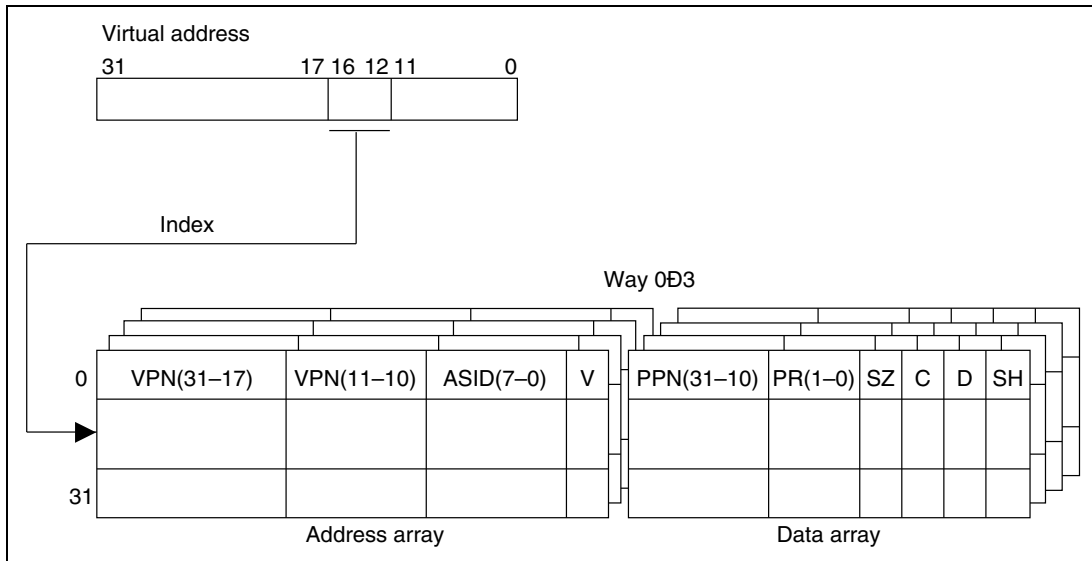 Virtual address
31 17 16 12 11 0
Index
Way 0Ð3
0 VPN(31–17) VPN(11–10) ASID(7–0) V PPN(31–10) PR(1–0) SZ C D SH
31
Address array Data array